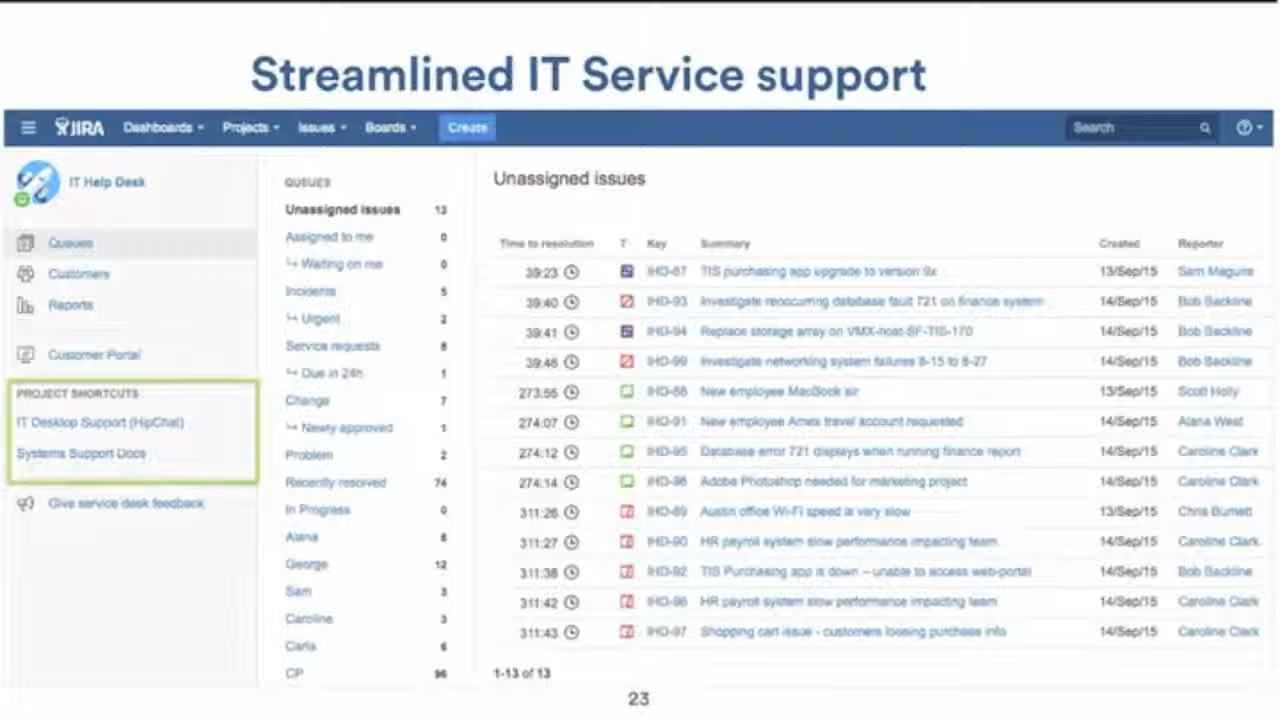 Streamlined IT Service support
JIRA Dashboards Projects Issues Boards Create Search
IT Help Desk
Queues
Customers
Reports
Customer Portal
PROJECT SHORTCUTS
IT Desktop Support (HipChat)
Systems Support Docs
Give service desk feedback
QUEUES
Unassigned issues 13
Assigned to me 0
Waiting on me 0
Incidents 5
Urgent 2
Service requests 8
Due in 24h 1
Change 7
Newly approved 1
Problem 2
Recently resolved 74
In Progress 0
Alana 8
George 12
Sam 3
Caroline 3
Carla 6
CP 96
Unassigned issues
Time to resolution T Key Summary Created Reporter
39:23 IHD-87 TIS purchasing app upgrade to version 9x 13/Sep/15 Sam Maguire
39:40 IHD-93 Investigate reoccurring database fault 721 on finance system 14/Sep/15 Bob Backline
39:41 IHD-94 Replace storage array on VMX-host-SF-TIS-170 14/Sep/15 Bob Backline
39:46 IHD-99 Investigate networking system failures 8-15 to 8-27 14/Sep/15 Bob Backline
273:56 IHD-88 New employee MacBook air 13/Sep/15 Scott Holly
274:07 IHD-91 New employee Amex travel account requested 14/Sep/15 Alana West
274:12 IHD-95 Database error 721 displays when running finance report 14/Sep/15 Caroline Clark
274:14 IHD-98 Adobe Photoshop needed for marketing project 14/Sep/15 Caroline Clark
311:26 IHD-89 Austin office Wi-Fi speed is very slow 13/Sep/15 Chris Burnett
311:27 IHD-90 HR payroll system slow performance impacting team 14/Sep/15 Caroline Clark
311:38 IHD-92 TIS Purchasing app is down – unable to access web-portal 14/Sep/15 Bob Backline
311:42 IHD-96 HR payroll system slow performance impacting team 14/Sep/15 Caroline Clark
311:43 IHD-97 Shopping cart issue - customers loosing purchase info 14/Sep/15 Caroline Clark
1-13 of 13
23